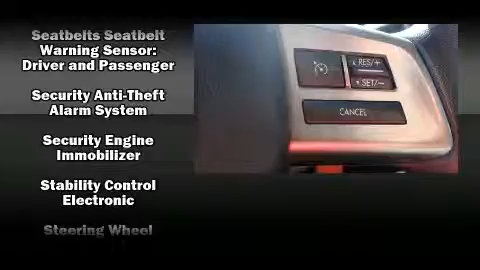 Seatbelts Seatbelt
Warning Sensor:
Driver and Passenger
Security Anti-Theft
Alarm System
Security Engine
Immobilizer
Stability Control
Electronic
Steering Wheel
RES/+
SET/-
CANCEL